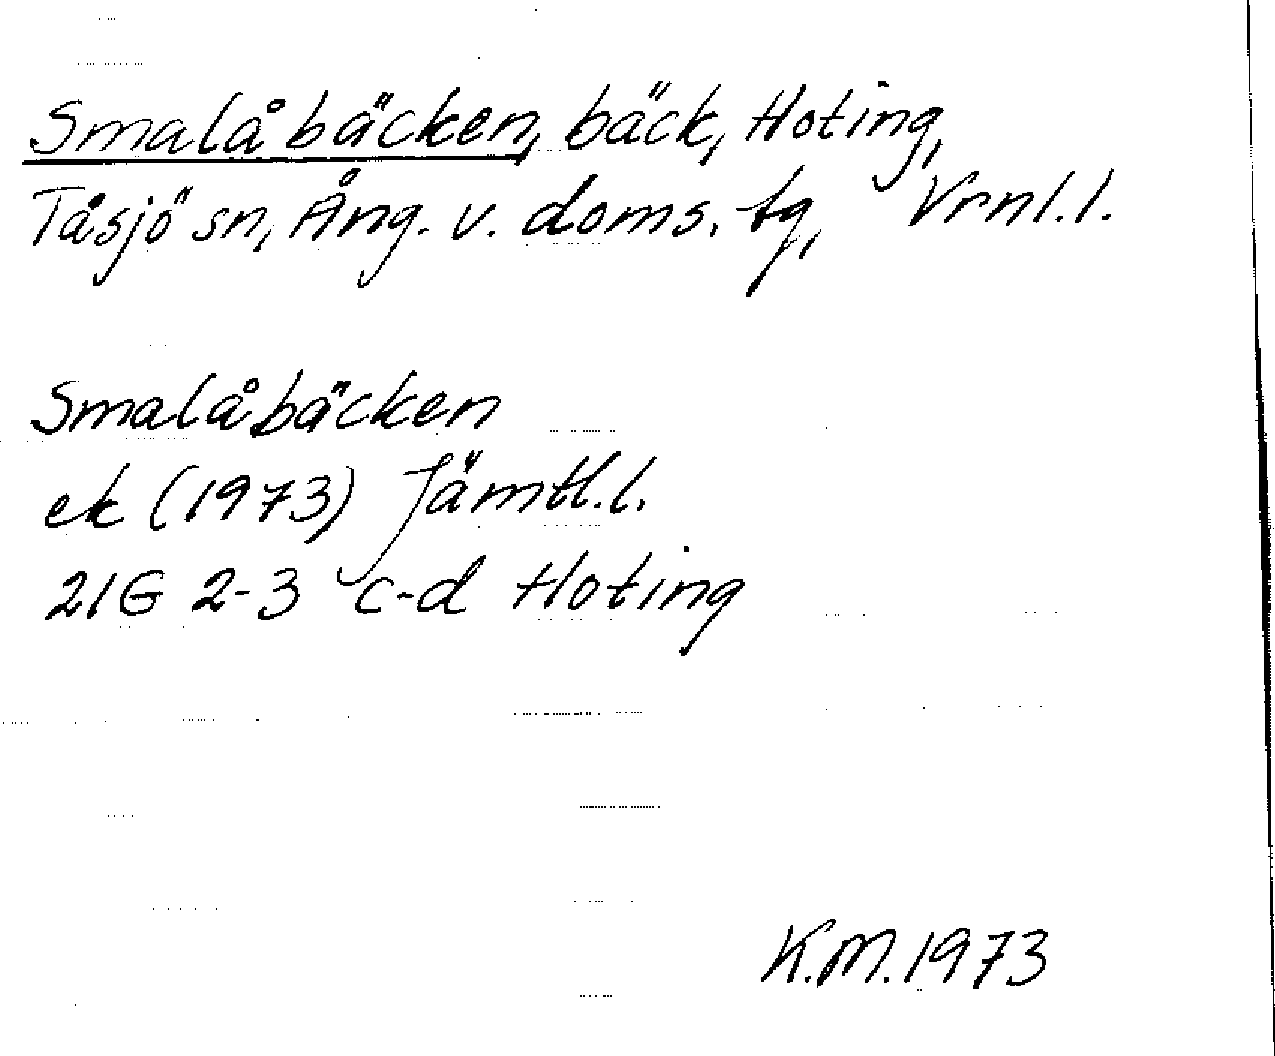 Smalåbäcken, bäck, Hoting,
Tåsjö sn, Ång. v. doms. tg, Vrnl.l.
Smalåbäcken
ek (1973) Jämtl.l.
21G 2-3 c-d Hoting
K.M. 1973